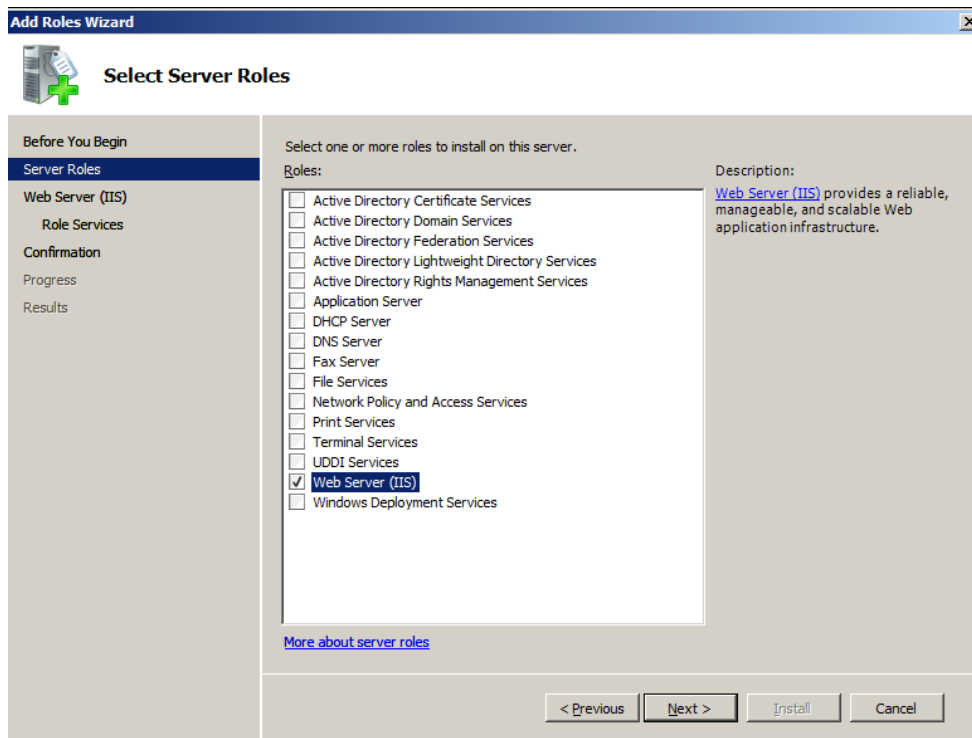 Add Roles Wizard
Select Server Roles
Before You Begin
Server Roles
Web Server (IIS)
Role Services
Confirmation
Progress
Results
Select one or more roles to install on this server.
Roles:
Active Directory Certificate Services
Active Directory Domain Services
Active Directory Federation Services
Active Directory Lightweight Directory Services
Active Directory Rights Management Services
Application Server
DHCP Server
DNS Server
Fax Server
File Services
Network Policy and Access Services
Print Services
Terminal Services
UDDI Services
Web Server (IIS)
Windows Deployment Services
More about server roles
Description:
Web Server (IIS) provides a reliable,
manageable, and scalable Web
application infrastructure.
< Previous
Next >
Install
Cancel